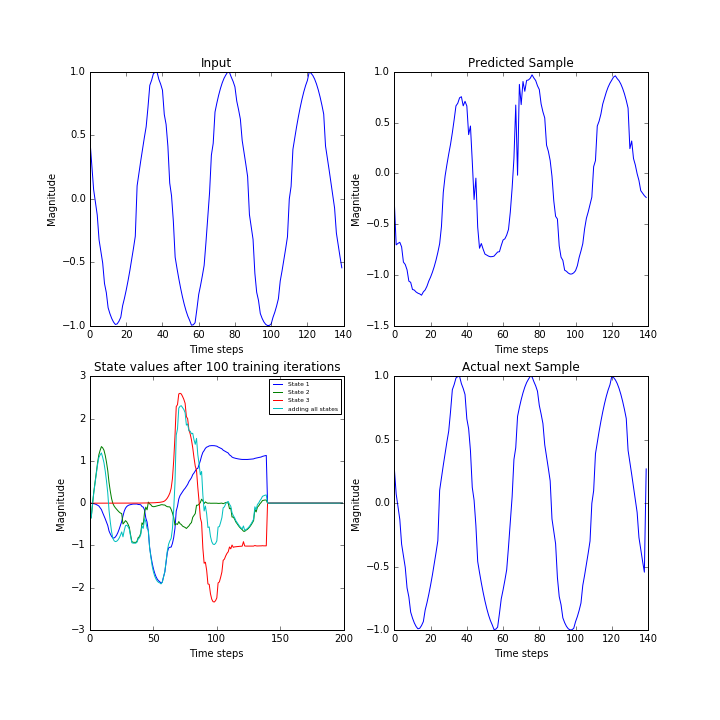 Input
1.0
0.5
0.0
−0.5
−1.0
Magnitude
0 20 40 60 80 100 120 140
Time steps
Predicted Sample
1.0
0.5
0.0
−0.5
−1.0
−1.5
Magnitude
0 20 40 60 80 100 120 140
Time steps
State values after 100 training iterations
3
2
1
0
−1
−2
−3
Magnitude
State 1
State 2
State 3
adding all states
0 50 100 150 200
Time steps
Actual next Sample
1.0
0.5
0.0
−0.5
−1.0
Magnitude
0 20 40 60 80 100 120 140
Time steps